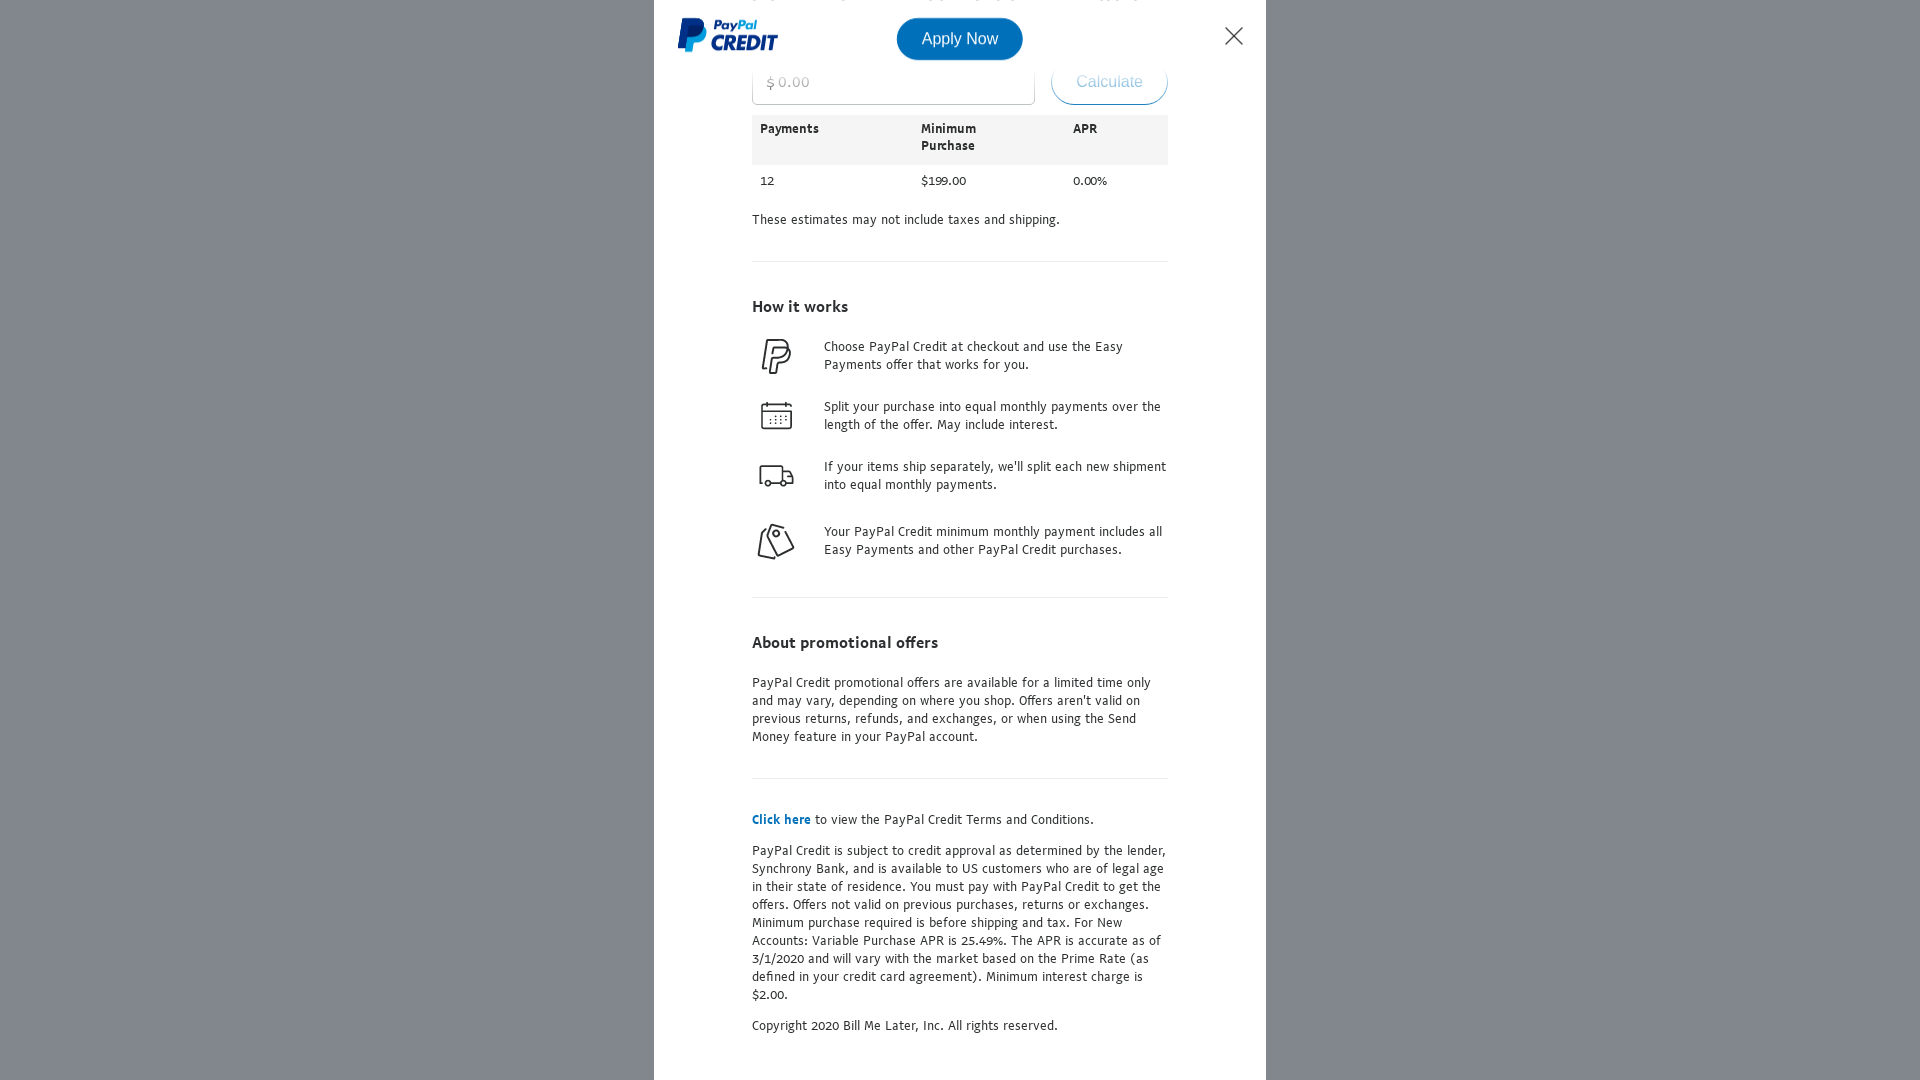 PayPal
CREDIT
Apply Now
$ 0.00
Calculate
Payments
Minimum
Purchase
APR
12
$199.00
0.00%
These estimates may not include taxes and shipping.
How it works
Choose PayPal Credit at checkout and use the Easy
Payments offer that works for you.
Split your purchase into equal monthly payments over the
length of the offer. May include interest.
If your items ship separately, we'll split each new shipment
into equal monthly payments.
Your PayPal Credit minimum monthly payment includes all
Easy Payments and other PayPal Credit purchases.
About promotional offers
PayPal Credit promotional offers are available for a limited time only
and may vary, depending on where you shop. Offers aren't valid on
previous returns, refunds, and exchanges, or when using the Send
Money feature in your PayPal account.
Click here to view the PayPal Credit Terms and Conditions.
PayPal Credit is subject to credit approval as determined by the lender,
Synchrony Bank, and is available to US customers who are of legal age
in their state of residence. You must pay with PayPal Credit to get the
offers. Offers not valid on previous purchases, returns or exchanges.
Minimum purchase required is before shipping and tax. For New
Accounts: Variable Purchase APR is 25.49%. The APR is accurate as of
3/1/2020 and will vary with the market based on the Prime Rate (as
defined in your credit card agreement). Minimum interest charge is
$2.00.
Copyright 2020 Bill Me Later, Inc. All rights reserved.